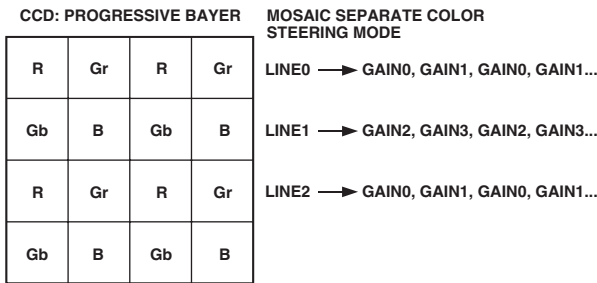 CCD: PROGRESSIVE BAYER
MOSAIC SEPARATE COLOR
STEERING MODE
R Gr R Gr
LINE0 GAIN0, GAIN1, GAIN0, GAIN1...
Gb B Gb B
LINE1 GAIN2, GAIN3, GAIN2, GAIN3...
R Gr R Gr
LINE2 GAIN0, GAIN1, GAIN0, GAIN1...
Gb B Gb B